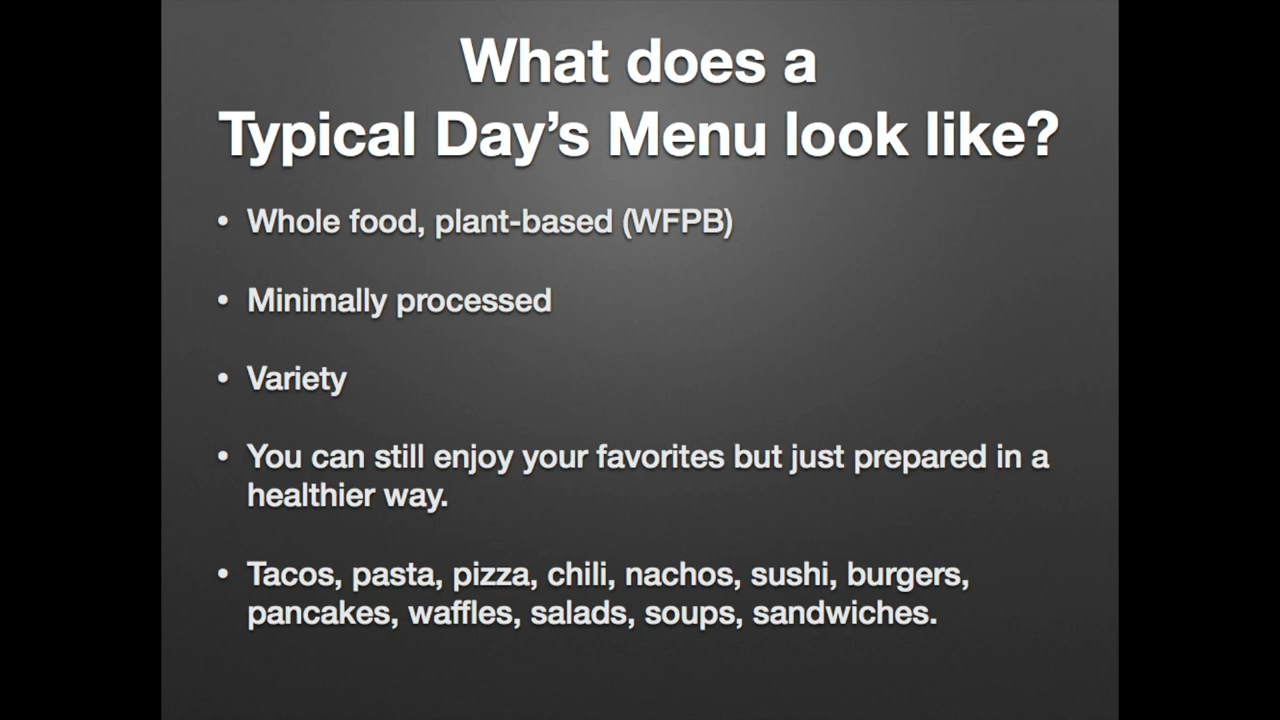 What does a
Typical Day’s Menu look like?
• Whole food, plant-based (WFPB)
• Minimally processed
• Variety
• You can still enjoy your favorites but just prepared in a
healthier way.
• Tacos, pasta, pizza, chili, nachos, sushi, burgers,
pancakes, waffles, salads, soups, sandwiches.